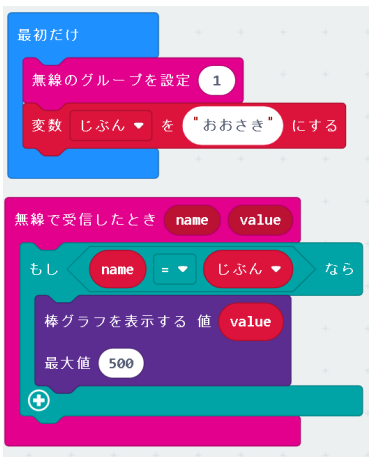 最初だけ
無線のグループを設定 1
変数 じぶん を "おおさき" にする
無線で受信したとき name value
もし name = じぶん なら
棒グラフを表示する 値 value
最大値 500